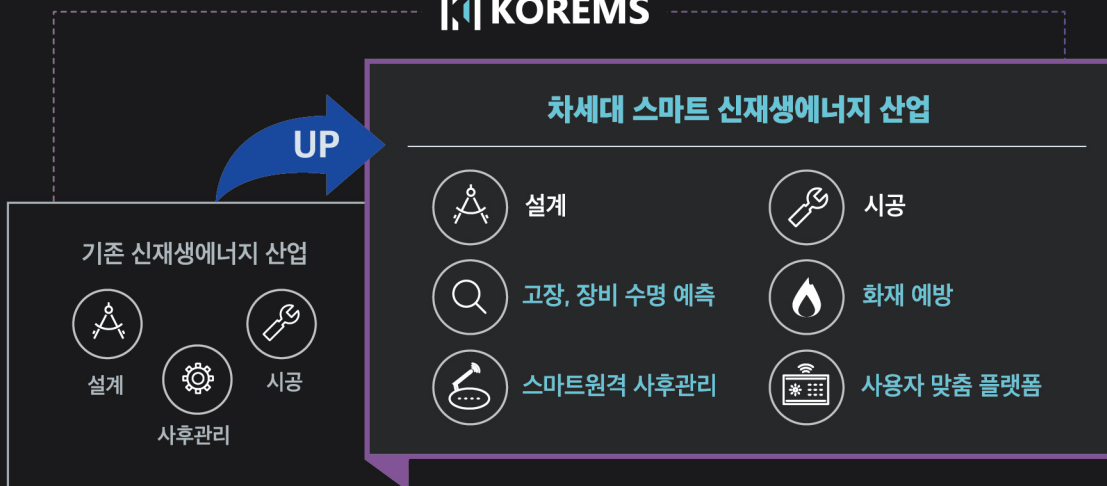 KOREMS
UP
차세대 스마트 신재생에너지 산업
설계
시공
고장, 장비 수명 예측
화재 예방
스마트원격 사후관리
사용자 맞춤 플랫폼
기존 신재생에너지 산업
설계
시공
사후관리